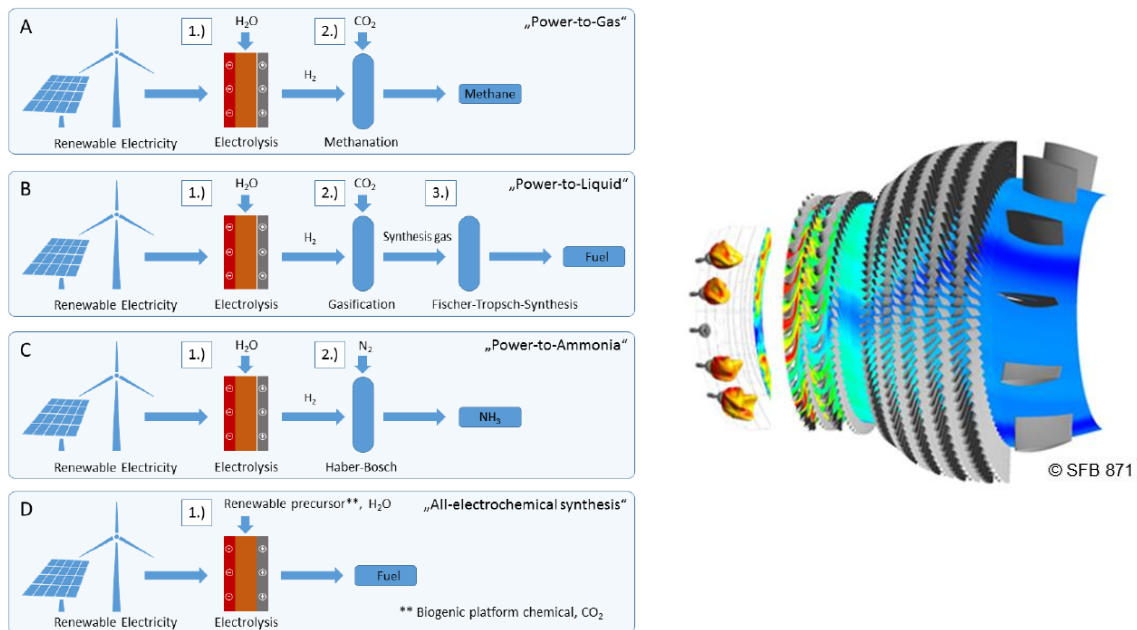 A
„Power-to-Gas“
1.)
H₂O
2.)
CO₂
H₂
Methane
Renewable Electricity
Electrolysis
Methanation
B
„Power-to-Liquid“
1.)
H₂O
2.)
CO₂
3.)
H₂
Synthesis gas
Fuel
Renewable Electricity
Electrolysis
Gasification
Fischer-Tropsch-Synthesis
C
„Power-to-Ammonia“
1.)
H₂O
2.)
N₂
H₂
NH₃
Renewable Electricity
Electrolysis
Haber-Bosch
D
1.)
Renewable precursor**, H₂O
„All-electrochemical synthesis“
Fuel
Renewable Electricity
Electrolysis
** Biogenic platform chemical, CO₂
© SFB 871